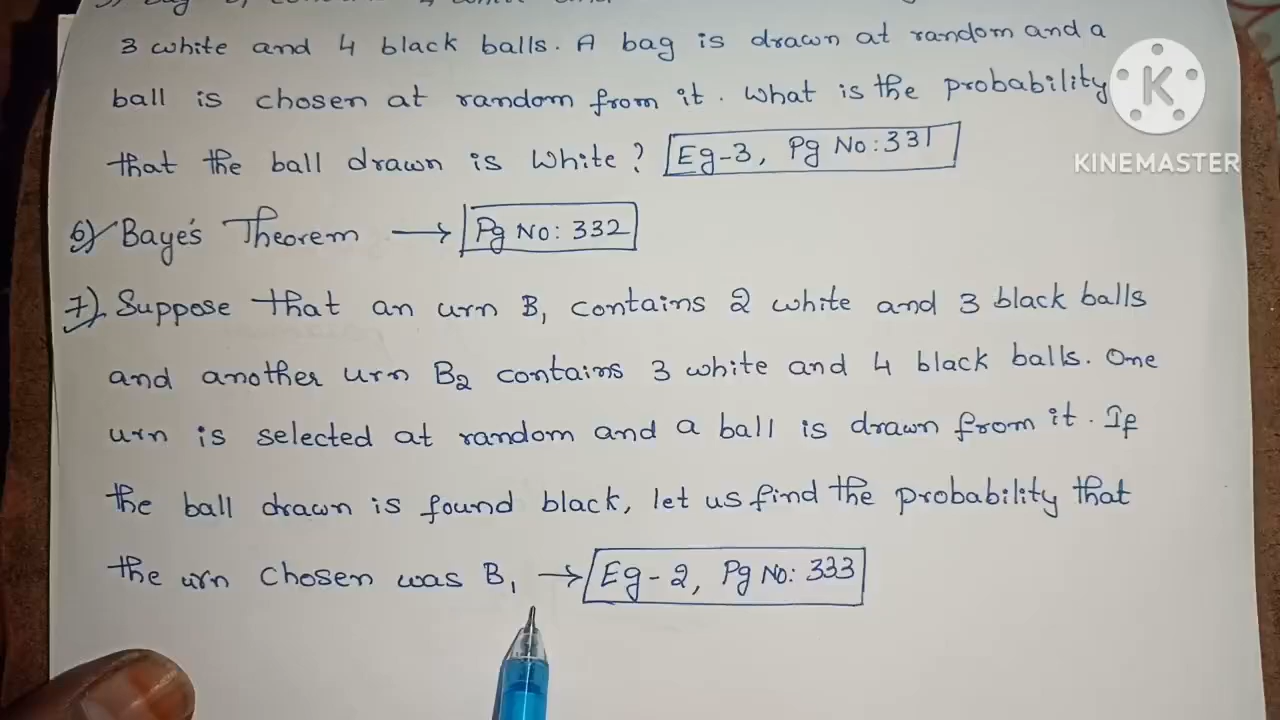 3 white and 4 black balls. A bag is drawn at random and a
ball is chosen at random from it. What is the probability
that the ball drawn is White? Eg-3, Pg No:331
K
KINEMASTER
6) Baye's Theorem → Pg No: 332
7) Suppose that an urn B₁ contains 2 white and 3 black balls
and another urn B₂ contains 3 white and 4 black balls. One
urn is selected at random and a ball is drawn from it. If
the ball drawn is found black, let us find the probability that
the urn chosen was B₁ → Eg-2, Pg No: 333